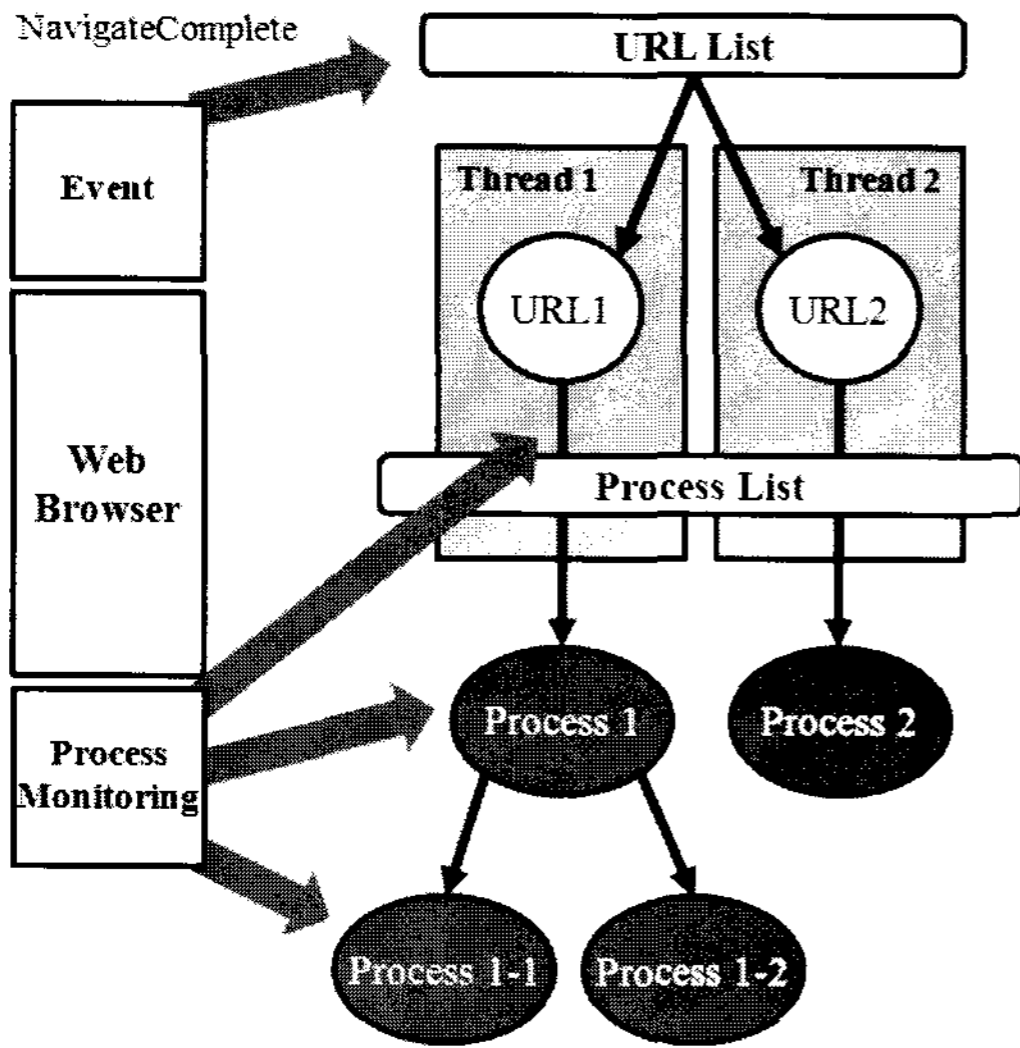 NavigateComplete
URL List
Event
Thread 1
Thread 2
URL1
URL2
Web
Browser
Process List
Process
Monitoring
Process 1
Process 2
Process 1-1
Process 1-2